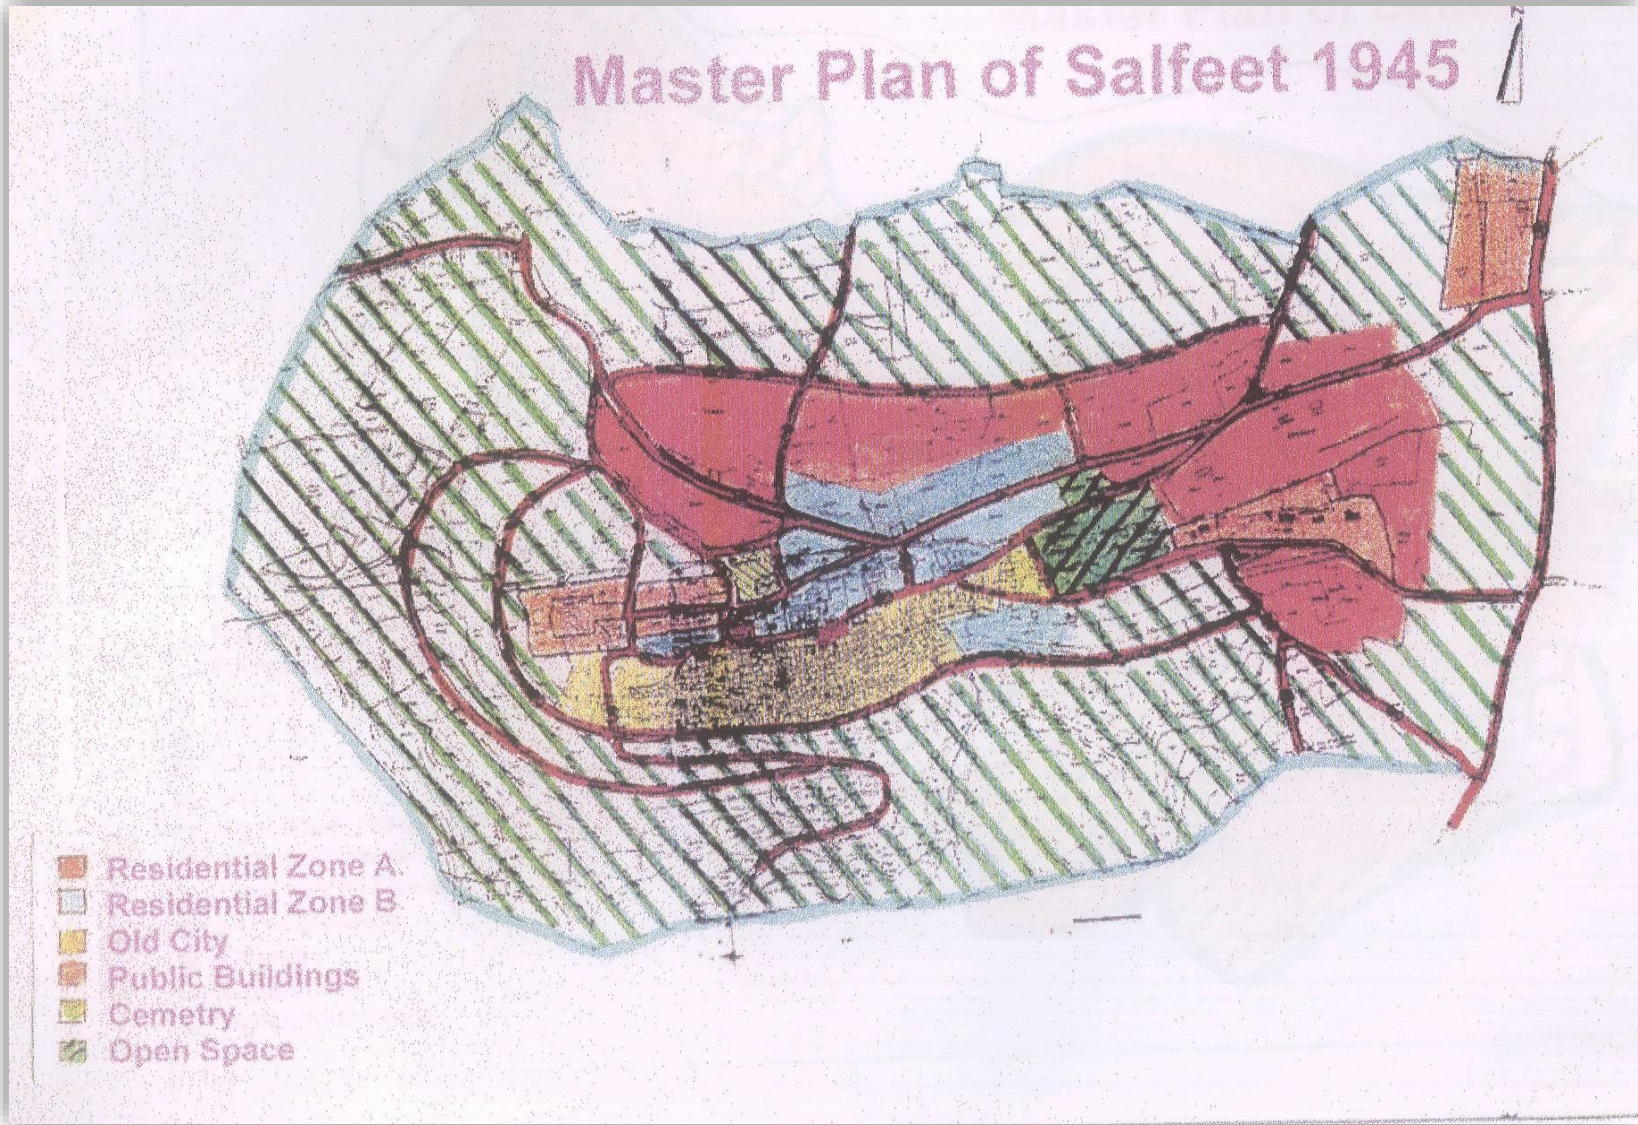 Master Plan of Salfeet 1945
Residential Zone A.
Residential Zone B
Old City
Public Buildings
Cemetry
Open Space